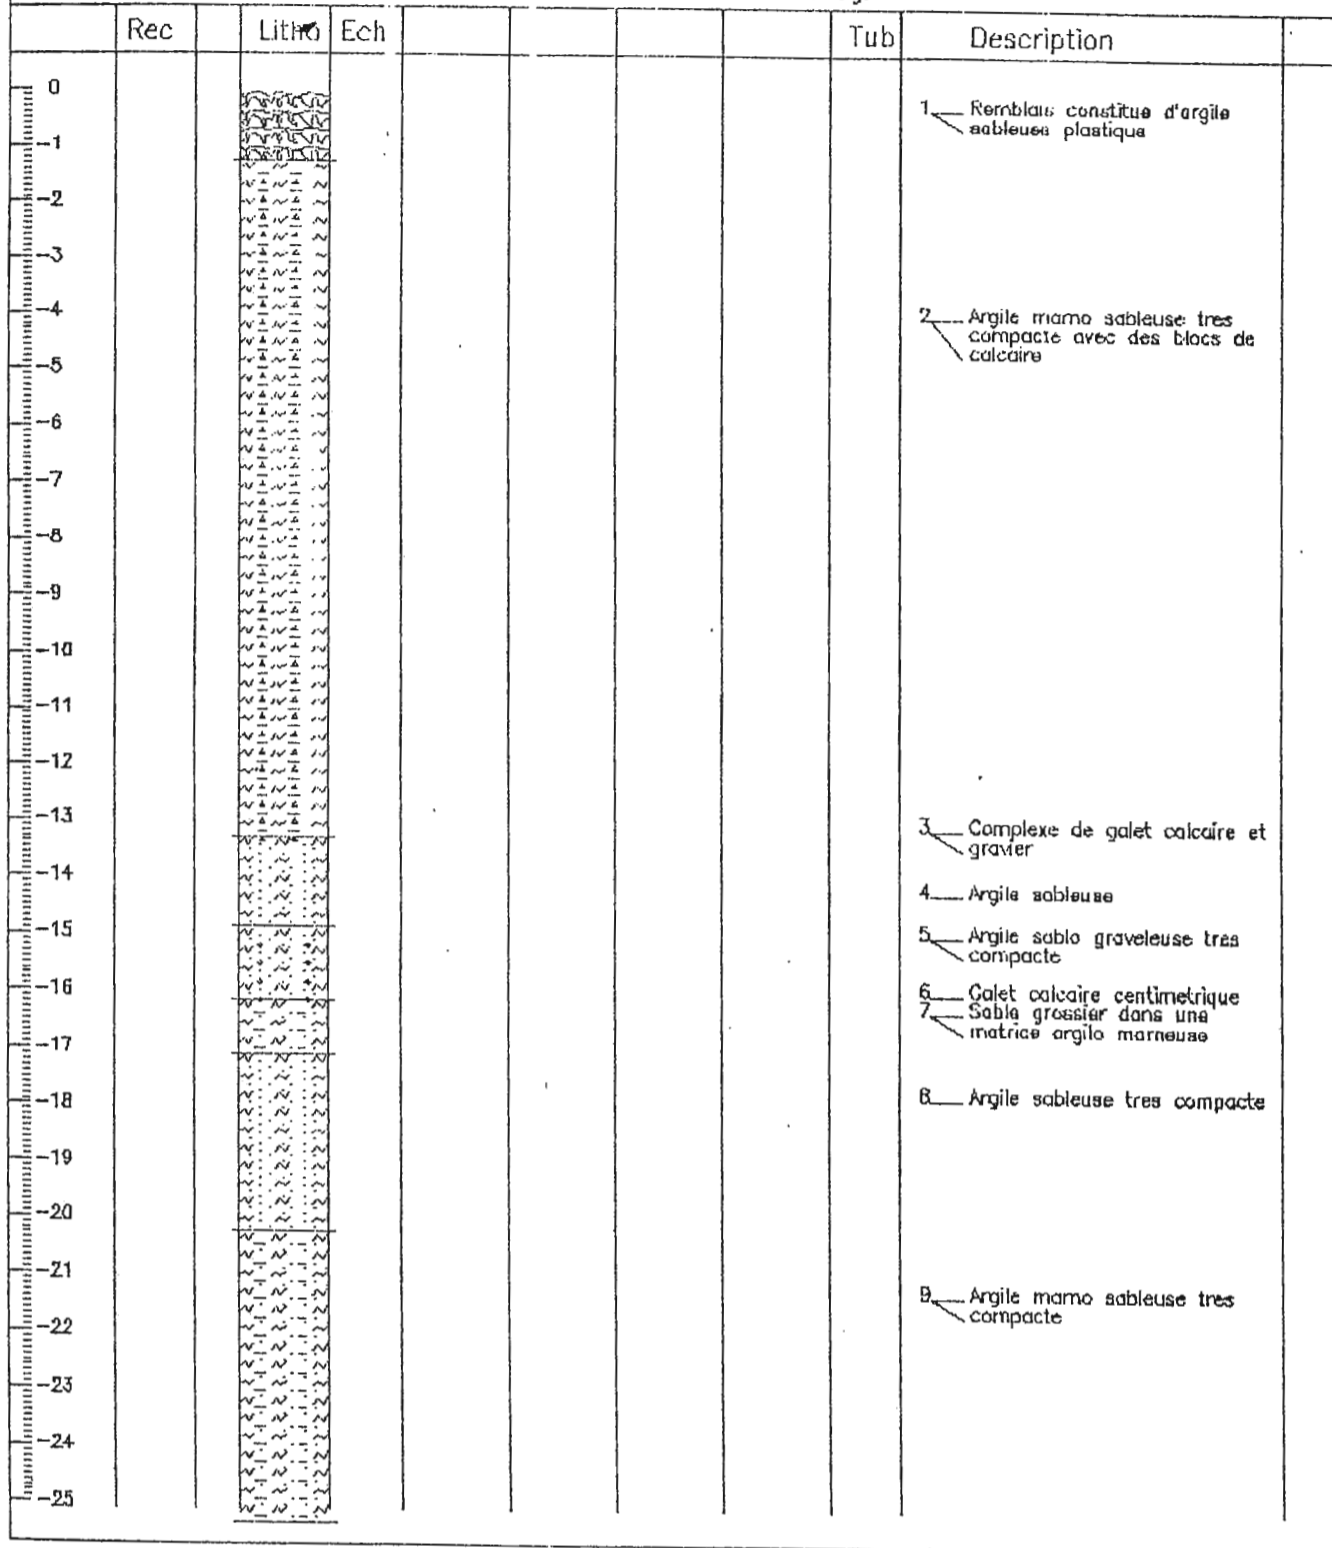 Rec Litho Ech Tub Description
0
-1
-2
-3
-4
-5
-6
-7
-8
-9
-10
-11
-12
-13
-14
-15
-16
-17
-18
-19
-20
-21
-22
-23
-24
-25
1 Remblais constitue d'argile
sableuse plastique
2 Argile marno sableuse tres
compacte avec des blocs de
calcaire
3 Complexe de galet calcaire et
gravier
4 Argile sableuse
5 Argile sablo graveleuse tres
compacte
6 Galet calcaire centimetrique
7 Sable grossier dans une
matrice argilo marneuse
8 Argile sableuse tres compacte
9 Argile marno sableuse tres
compacte